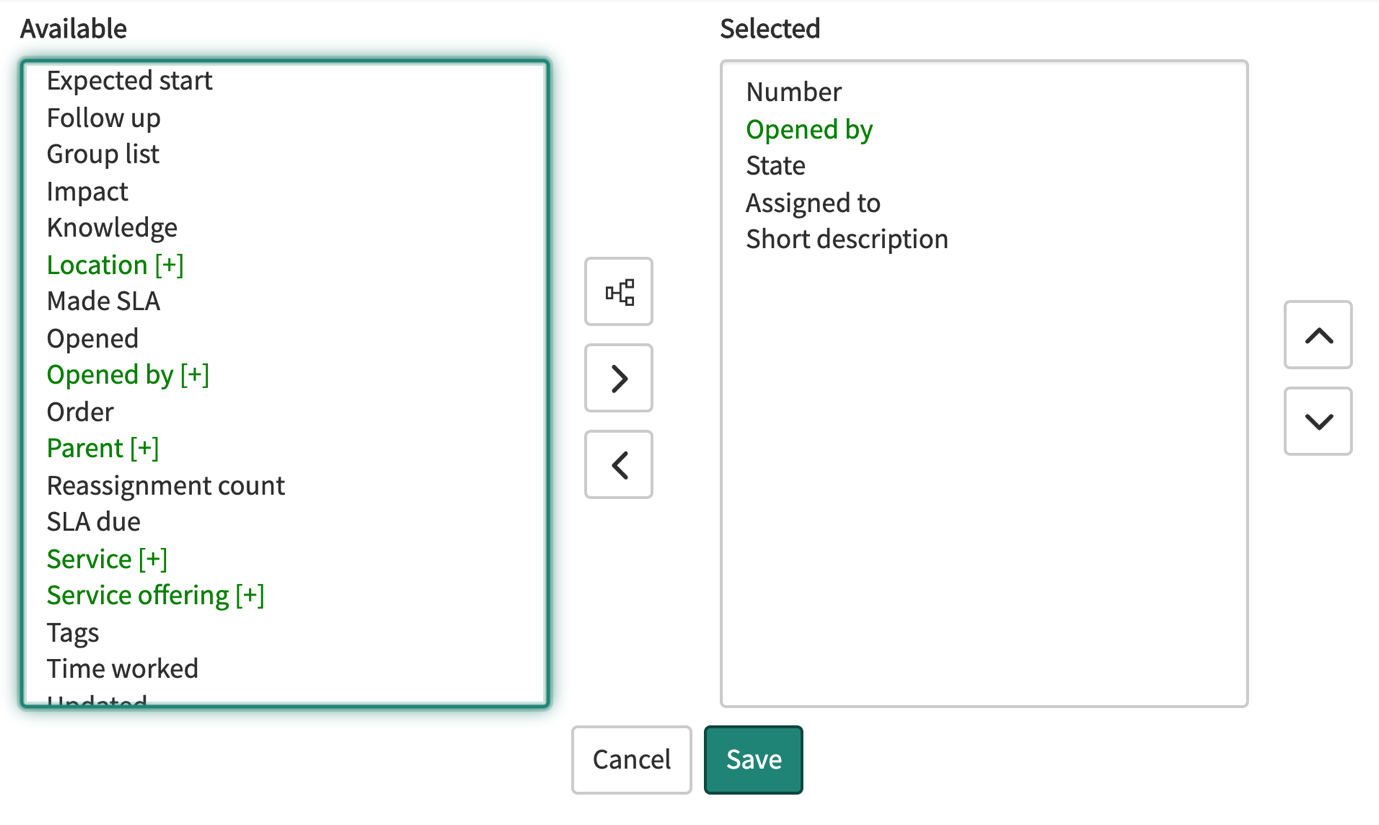 Available
Expected start
Follow up
Group list
Impact
Knowledge
Location [+]
Made SLA
Opened
Opened by [+]
Order
Parent [+]
Reassignment count
SLA due
Service [+]
Service offering [+]
Tags
Time worked
Updated
Selected
Number
Opened by
State
Assigned to
Short description
Cancel
Save